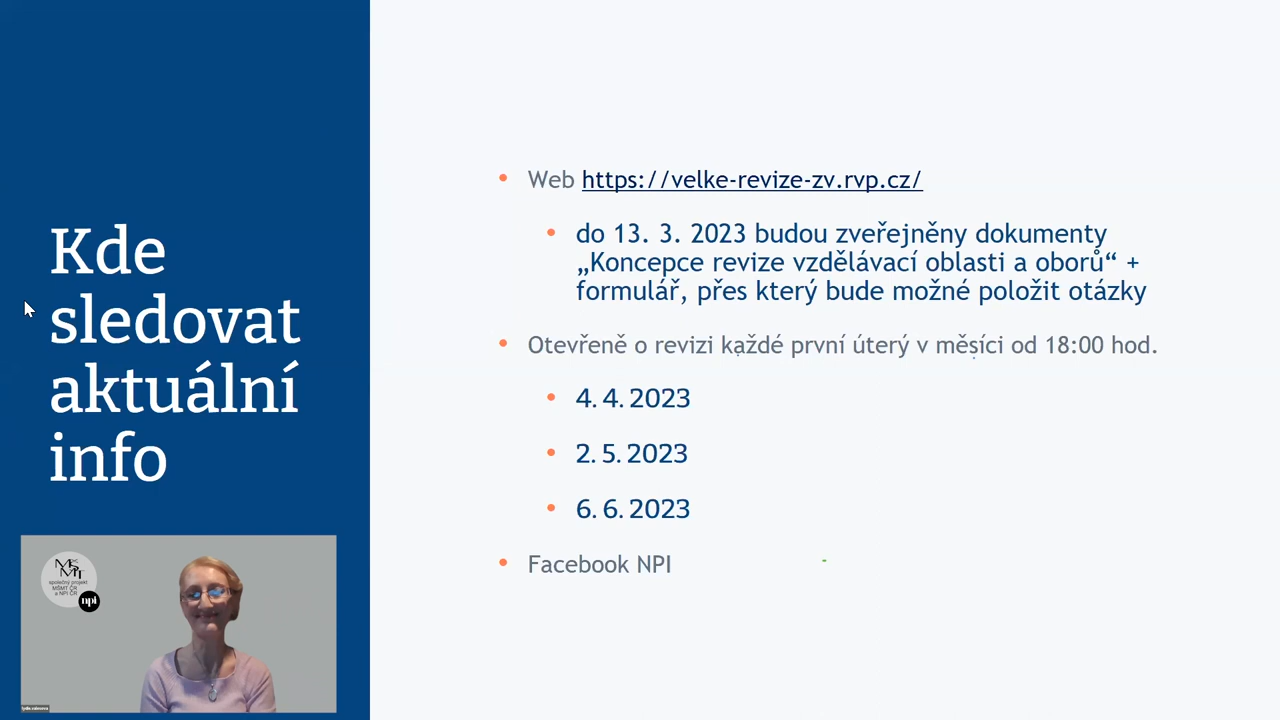 Kde
sledovat
aktuální
info
Web https://velke-revize-zv.rvp.cz/
do 13. 3. 2023 budou zveřejněny dokumenty
„Koncepce revize vzdělávací oblasti a oborů“ +
formulář, přes který bude možné položit otázky
Otevřeně o revizi každé první úterý v měsíci od 18:00 hod.
4. 4. 2023
2. 5. 2023
6. 6. 2023
Facebook NPI
MŠMT
společný projekt
MŠMT ČR
a NPI ČR
npi